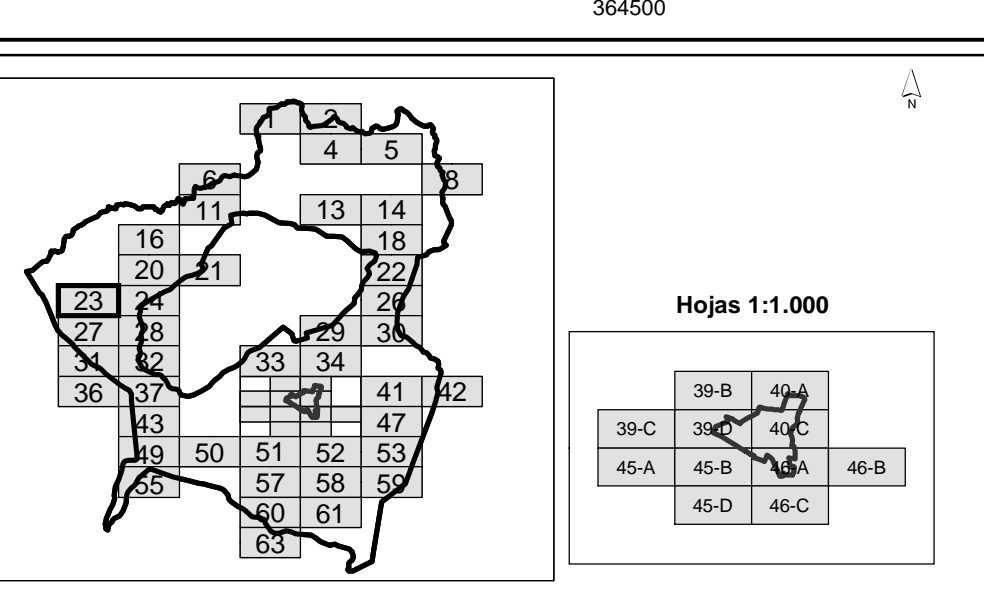 364500
N
1 2
4 5
6 8
11 13 14
16 18
20 21 22
23 24 26
27 28 29 30
31 32 33 34
36 37 41 42
43 47
49 50 51 52 53
55 57 58 59
60 61
63
Hojas 1:1.000
39-B 40-A
39-C 39-D 40-C
45-A 45-B 46-A 46-B
45-D 46-C